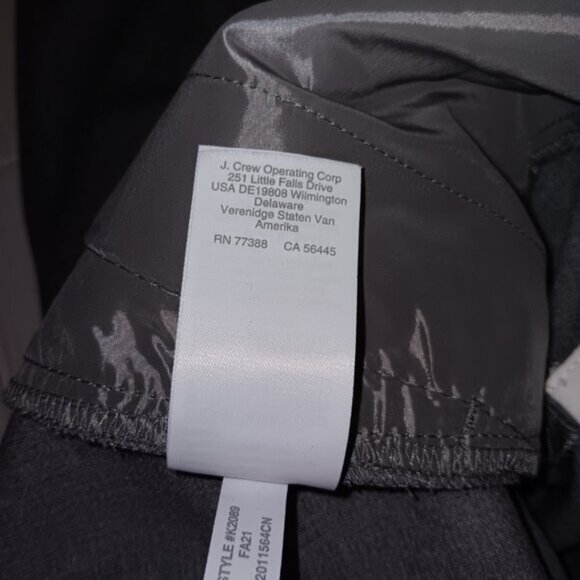 J. Crew Operating Corp
251 Little Falls Drive
USA DE19808 Wilmington
Delaware
Verenidge Staten Van
Amerika
RN 77388 CA 56445
STYLE #K2089
FA21
2011564CN